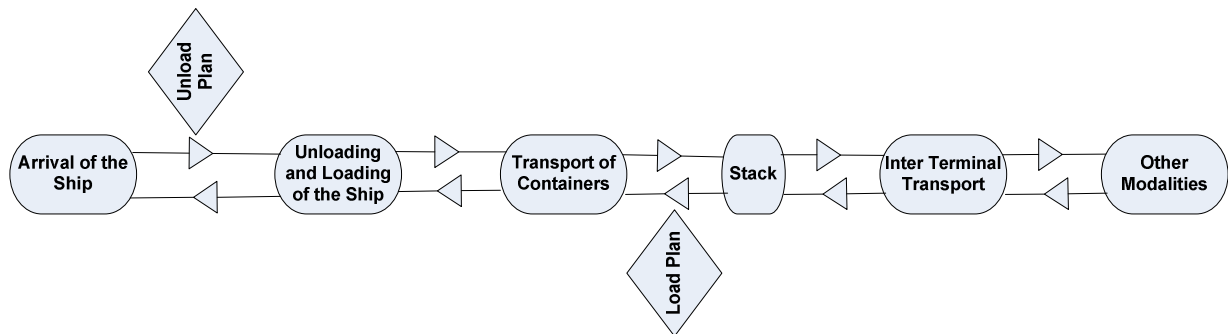 Unload
Plan
Arrival of the
Ship
Unloading
and Loading
of the Ship
Transport of
Containers
Stack
Inter Terminal
Transport
Other
Modalities
Load Plan